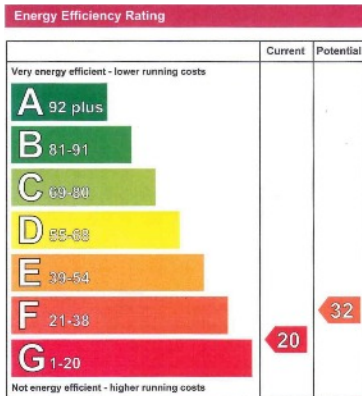 Energy Efficiency Rating
Current Potential
Very energy efficient - lower running costs
A 92 plus
B 81-91
C 69-80
D 55-68
E 39-54
F 21-38
32
20
G 1-20
Not energy efficient - higher running costs